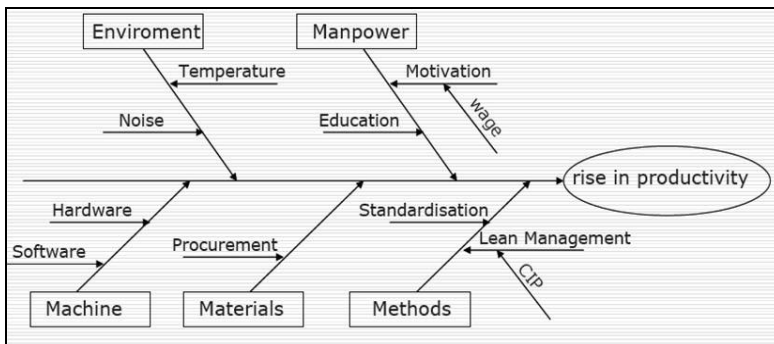 Enviroment
Manpower
Temperature
Motivation
Noise
Education
wage
rise in productivity
Hardware
Standardisation
Software
Procurement
Lean Management
CIP
Machine
Materials
Methods